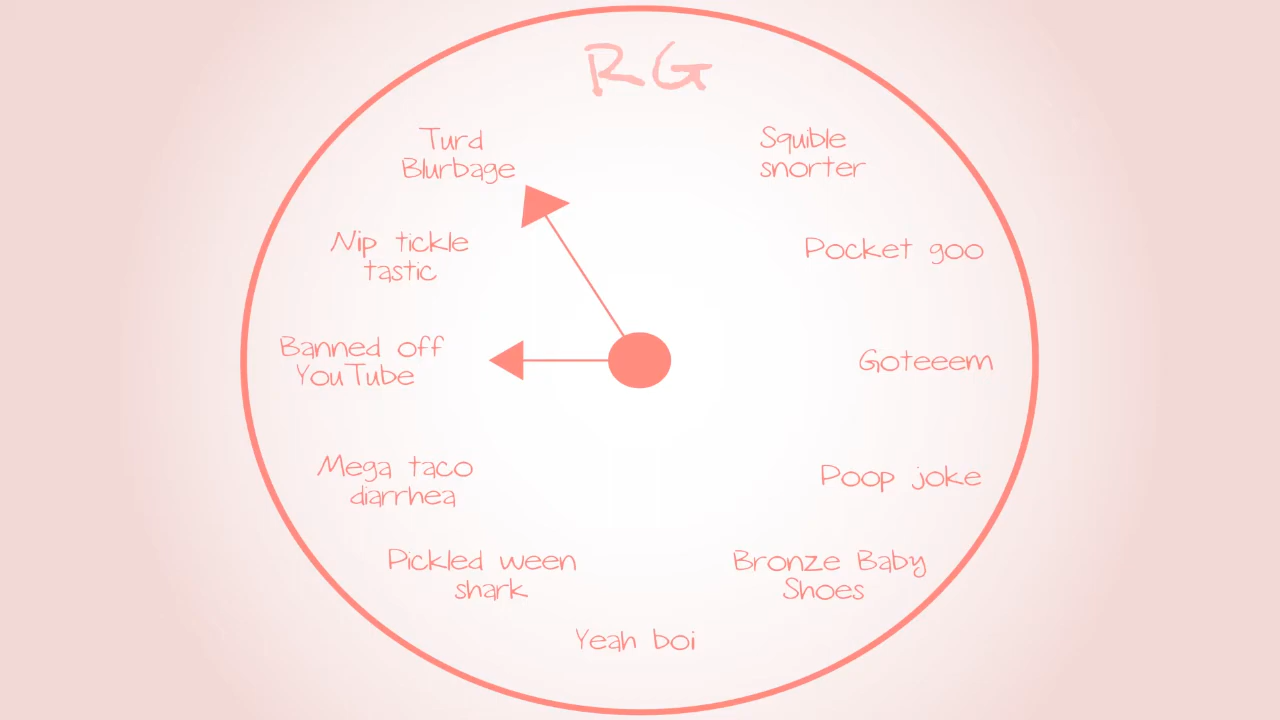 RG
Turd
Blurbage
Squible
snorter
Nip tickle
tastic
Pocket goo
Banned off
YouTube
Goteeem
Mega taco
diarrhea
Poop joke
Pickled ween
shark
Bronze Baby
Shoes
Yeah boi